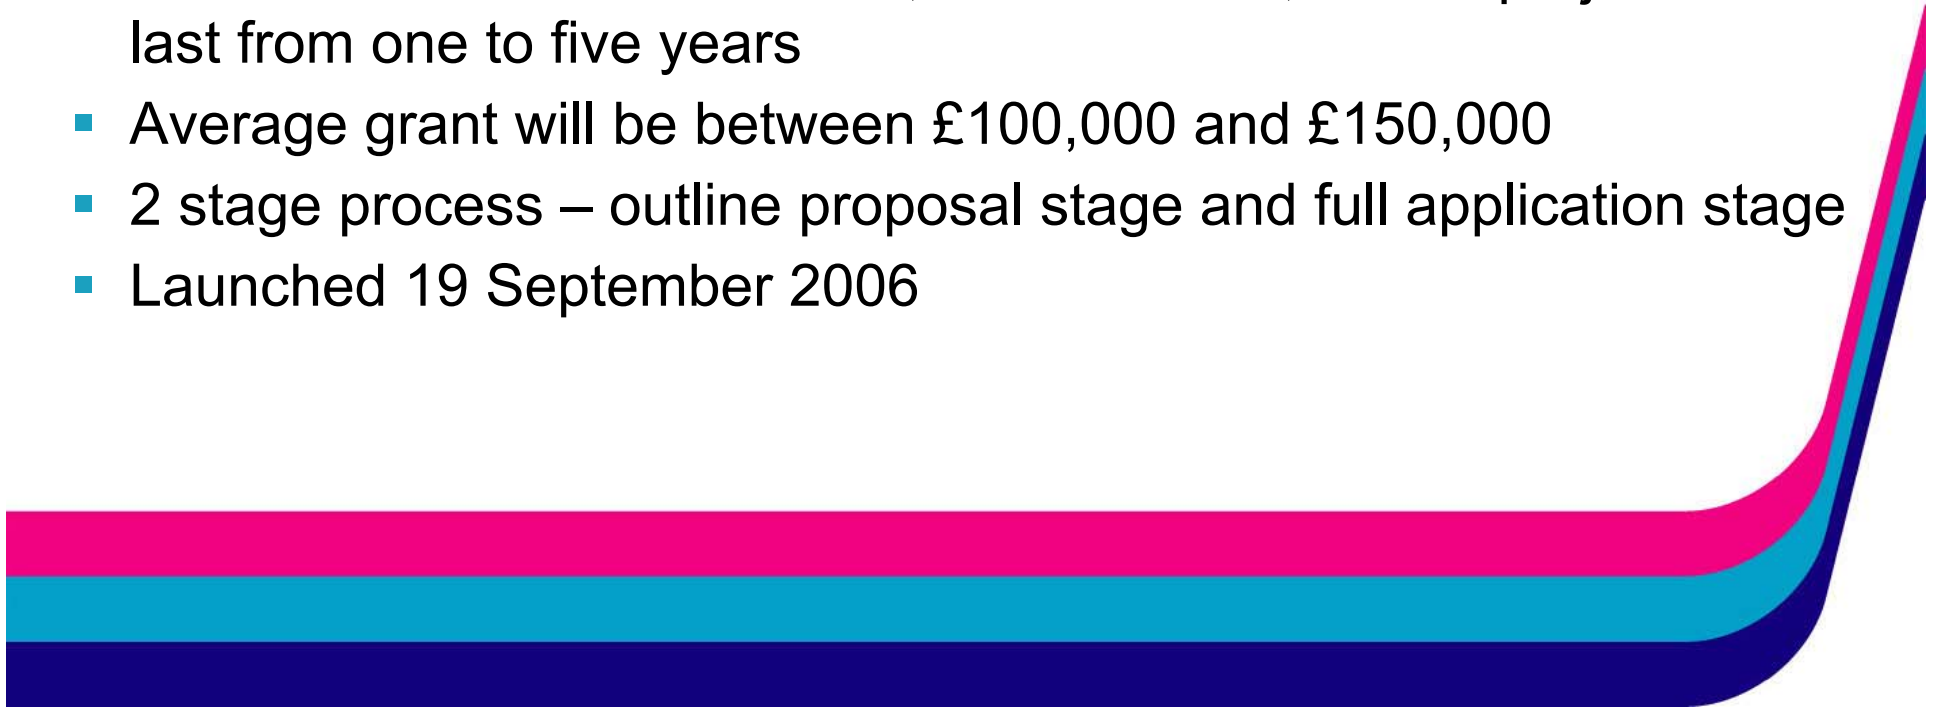 last from one to five years
▪ Average grant will be between £100,000 and £150,000
▪ 2 stage process – outline proposal stage and full application stage
▪ Launched 19 September 2006